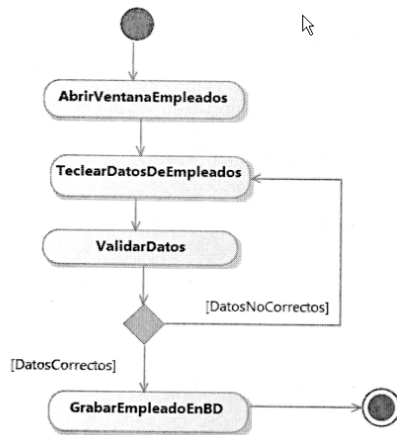 AbrirVentanaEmpleados
TeclearDatosDeEmpleados
ValidarDatos
[DatosNoCorrectos]
[DatosCorrectos]
GrabarEmpleadoEnBD